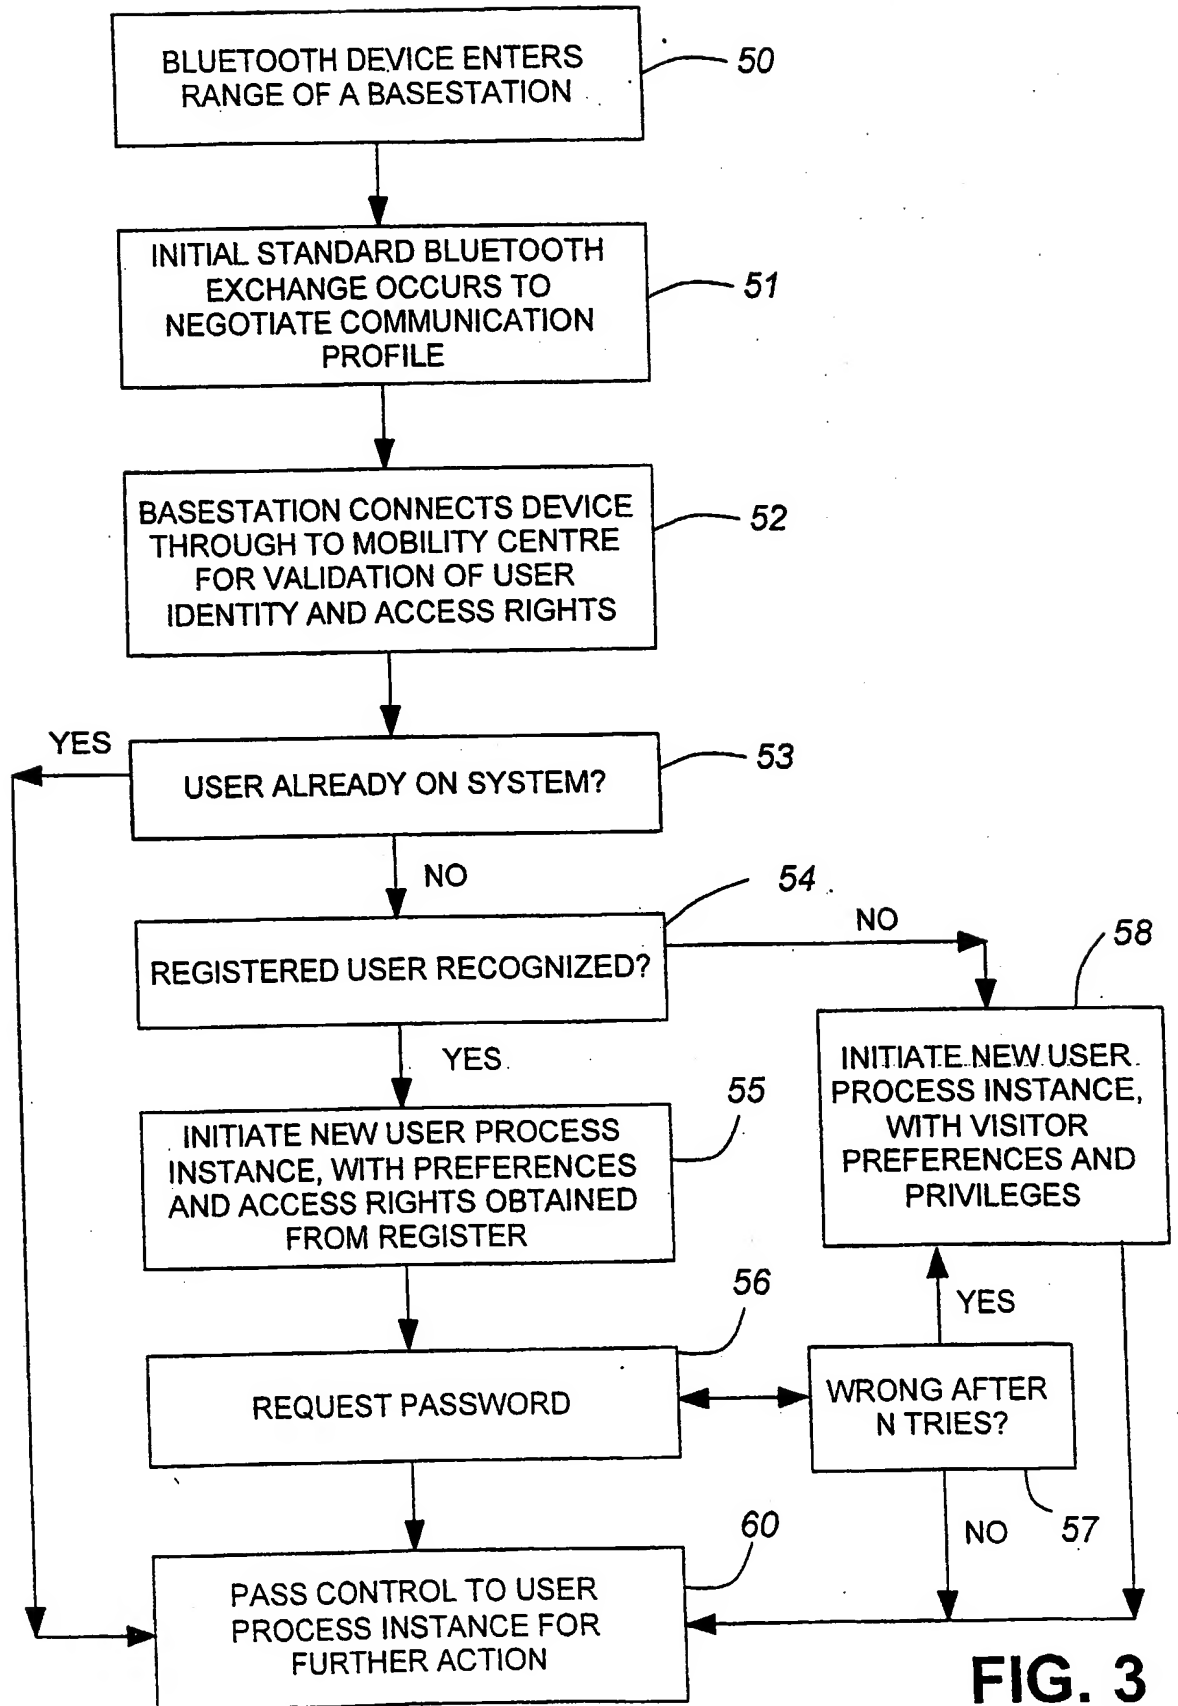 BLUETOOTH DEVICE ENTERS
RANGE OF A BASESTATION
50
INITIAL STANDARD BLUETOOTH
EXCHANGE OCCURS TO
NEGOTIATE COMMUNICATION
PROFILE
51
BASESTATION CONNECTS DEVICE
THROUGH TO MOBILITY CENTRE
FOR VALIDATION OF USER
IDENTITY AND ACCESS RIGHTS
52
YES
USER ALREADY ON SYSTEM?
53
NO
REGISTERED USER RECOGNIZED?
54
NO
58
YES
INITIATE NEW USER
PROCESS INSTANCE,
WITH VISITOR
PREFERENCES AND
PRIVILEGES
INITIATE NEW USER PROCESS
INSTANCE, WITH PREFERENCES
AND ACCESS RIGHTS OBTAINED
FROM REGISTER
55
56
YES
REQUEST PASSWORD
WRONG AFTER
N TRIES?
57
NO
60
PASS CONTROL TO USER
PROCESS INSTANCE FOR
FURTHER ACTION
FIG. 3